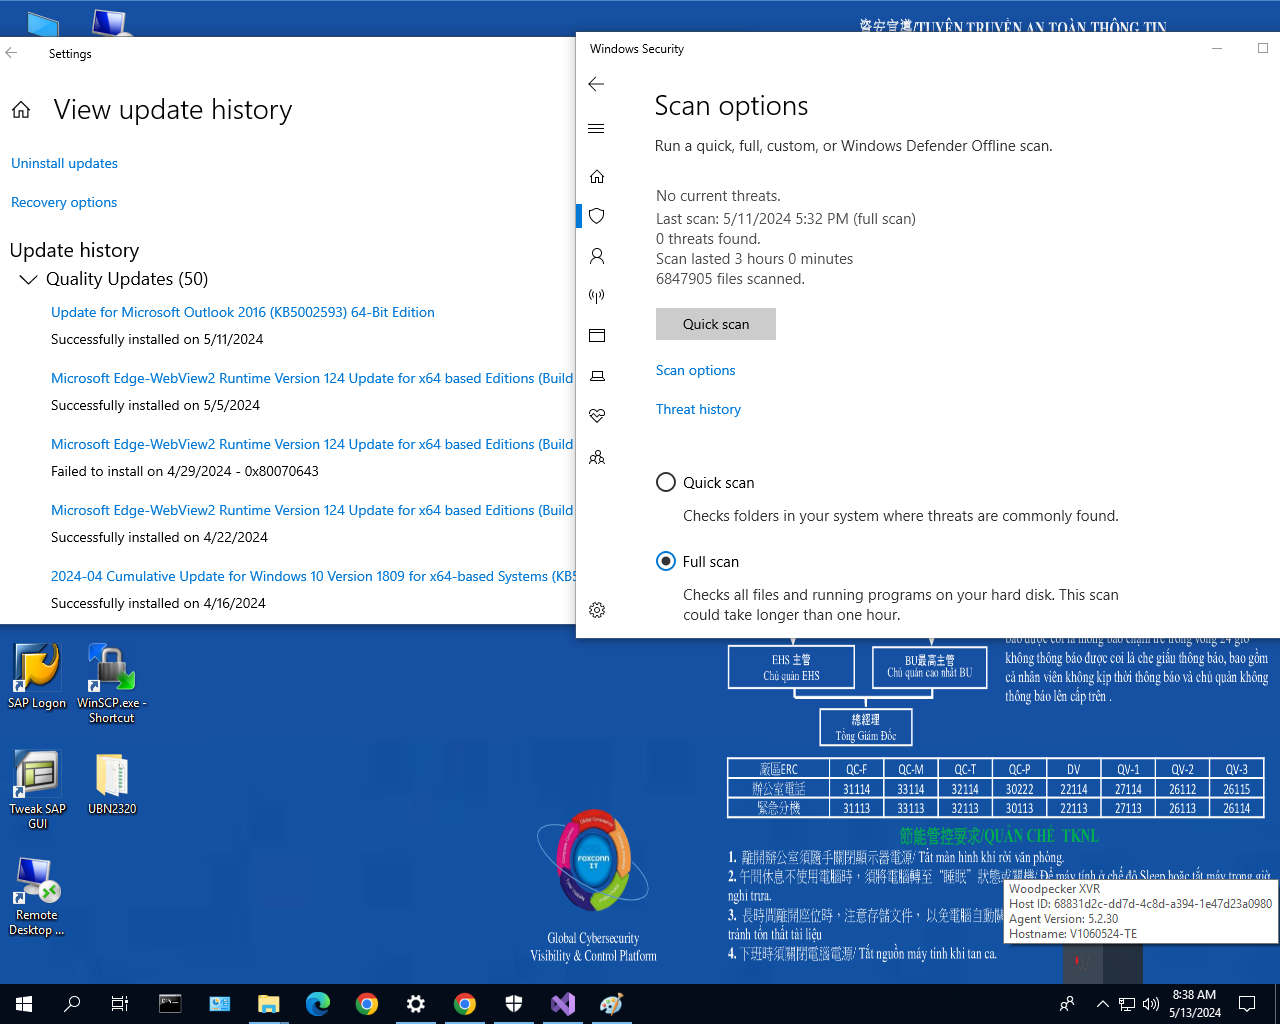 資安宣導/TUYÊN TRUYỀN AN TOÀN THÔNG TIN
Settings
View update history
Uninstall updates
Recovery options
Update history
Quality Updates (50)
Update for Microsoft Outlook 2016 (KB5002593) 64-Bit Edition
Successfully installed on 5/11/2024
Microsoft Edge-WebView2 Runtime Version 124 Update for x64 based Editions (Build
Successfully installed on 5/5/2024
Microsoft Edge-WebView2 Runtime Version 124 Update for x64 based Editions (Build
Failed to install on 4/29/2024 - 0x80070643
Microsoft Edge-WebView2 Runtime Version 124 Update for x64 based Editions (Build
Successfully installed on 4/22/2024
2024-04 Cumulative Update for Windows 10 Version 1809 for x64-based Systems (KB5
Successfully installed on 4/16/2024
Windows Security
Scan options
Run a quick, full, custom, or Windows Defender Offline scan.
No current threats.
Last scan: 5/11/2024 5:32 PM (full scan)
0 threats found.
Scan lasted 3 hours 0 minutes
6847905 files scanned.
Quick scan
Scan options
Threat history
Quick scan
Checks folders in your system where threats are commonly found.
Full scan
Checks all files and running programs on your hard disk. This scan
could take longer than one hour.
SAP Logon
WinSCP.exe -
Shortcut
Tweak SAP
GUI
UBN2320
Remote
Desktop ...
FOXCONN
IT
Global Cybersecurity
Visibility & Control Platform
EHS 主管
Chủ quản EHS
BU最高主管
Chủ quản cao nhất BU
總經理
Tổng Giám Đốc
báo được coi là thông báo chậm trễ trong vòng 24 giờ
không thông báo được coi là che giấu thông báo, bao gồm
cả nhân viên không kịp thời thông báo và chủ quản không
thông báo lên cấp trên .
廠區ERC QC-F QC-M QC-T QC-P DV QV-1 QV-2 QV-3
辦公室電話 31114 33114 32114 30222 22114 27114 26112 26115
緊急分機 31113 33113 32113 30113 22113 27113 26113 26114
節能管控要求/QUẢN CHẾ TKNL
1. 離開辦公室須隨手關閉顯示器電源/ Tắt màn hình khi rời văn phòng.
2. 午間休息不使用電腦時，須將電腦轉至“睡眠”狀態或關機/ Để máy tính ở chế độ Sleep hoặc tắt máy trong giờ
nghỉ trưa.
3. 長時間離開座位時，注意存儲文件， 以免電腦自動關
tránh tổn thất tài liệu
4. 下班時須關閉電腦電源/ Tắt nguồn máy tính khi tan ca.
Woodpecker XVR
Host ID: 68831d2c-dd7d-4c8d-a394-1e47d23a0980
Agent Version: 5.2.30
Hostname: V1060524-TE
8:38 AM
5/13/2024